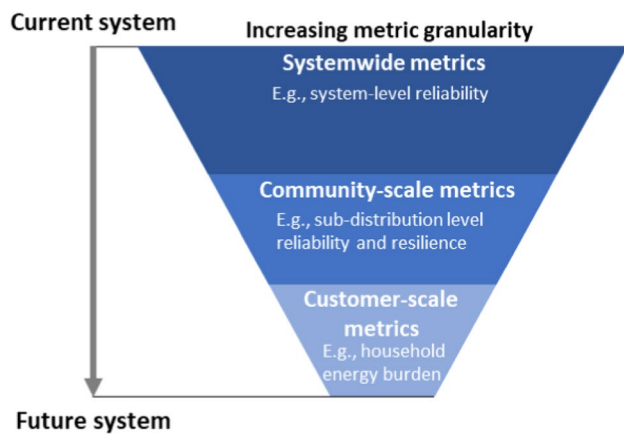 Current system
Increasing metric granularity
Systemwide metrics
E.g., system-level reliability
Community-scale metrics
E.g., sub-distribution level
reliability and resilience
Customer-scale
metrics
E.g., household
energy burden
Future system